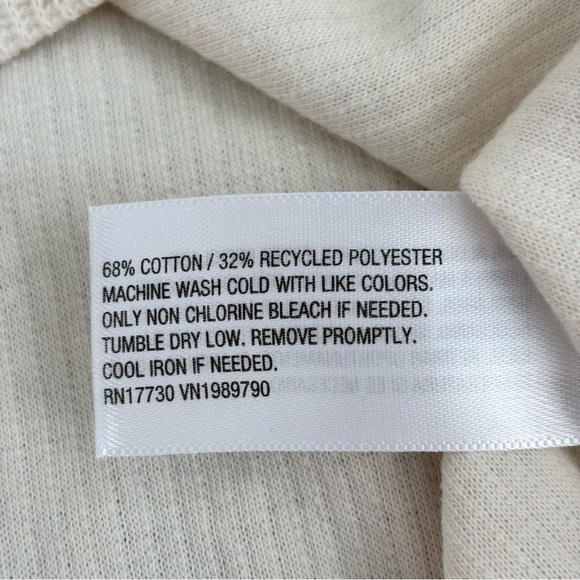 68% COTTON / 32% RECYCLED POLYESTER
MACHINE WASH COLD WITH LIKE COLORS.
ONLY NON CHLORINE BLEACH IF NEEDED.
TUMBLE DRY LOW. REMOVE PROMPTLY.
COOL IRON IF NEEDED.
RN17730 VN1989790